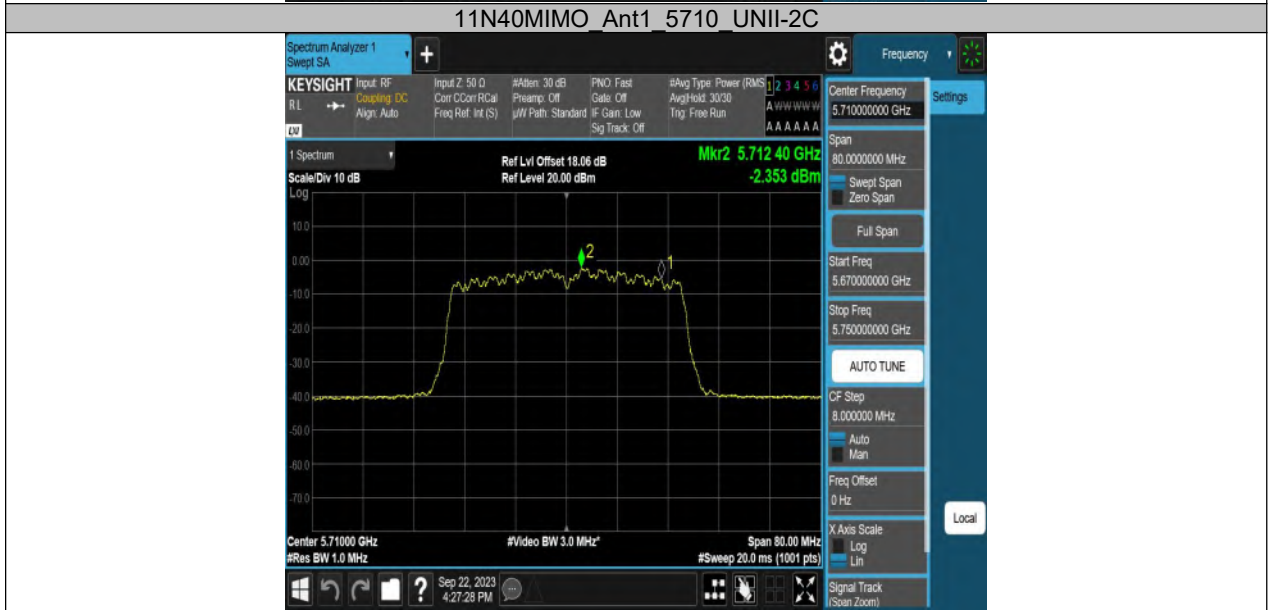 11N40MIMO_Ant1_5710_UNII-2C
Spectrum Analyzer 1
Swept SA
+
Frequency
KEYSIGHT
RL
LXI
Input: RF
Coupling: DC
Align: Auto
Input Z: 50 Ω
Corr CCorr RCal
Freq Ref: Int (S)
#Atten: 30 dB
Preamp: Off
µW Path: Standard
PNO: Fast
Gate: Off
IF Gain: Low
Sig Track: Off
#Avg Type: Power (RMS
Avg|Hold: 30/30
Trig: Free Run
1 2 3 4 5 6
A W W W W W
A A A A A A
Center Frequency
5.710000000 GHz
Settings
Span
80.0000000 MHz
Swept Span
Zero Span
Full Span
Start Freq
5.670000000 GHz
Stop Freq
5.750000000 GHz
AUTO TUNE
CF Step
8.000000 MHz
Auto
Man
Freq Offset
0 Hz
X Axis Scale
Log
Lin
Signal Track
(Span Zoom)
Local
1 Spectrum
Scale/Div 10 dB
Log
Ref Lvl Offset 18.06 dB
Ref Level 20.00 dBm
Mkr2 5.712 40 GHz
-2.353 dBm
10.0
0.00
-10.0
-20.0
-30.0
-40.0
-50.0
-60.0
-70.0
2
1
Center 5.71000 GHz
#Res BW 1.0 MHz
#Video BW 3.0 MHz*
Span 80.00 MHz
#Sweep 20.0 ms (1001 pts)
?
Sep 22, 2023
4:27:28 PM